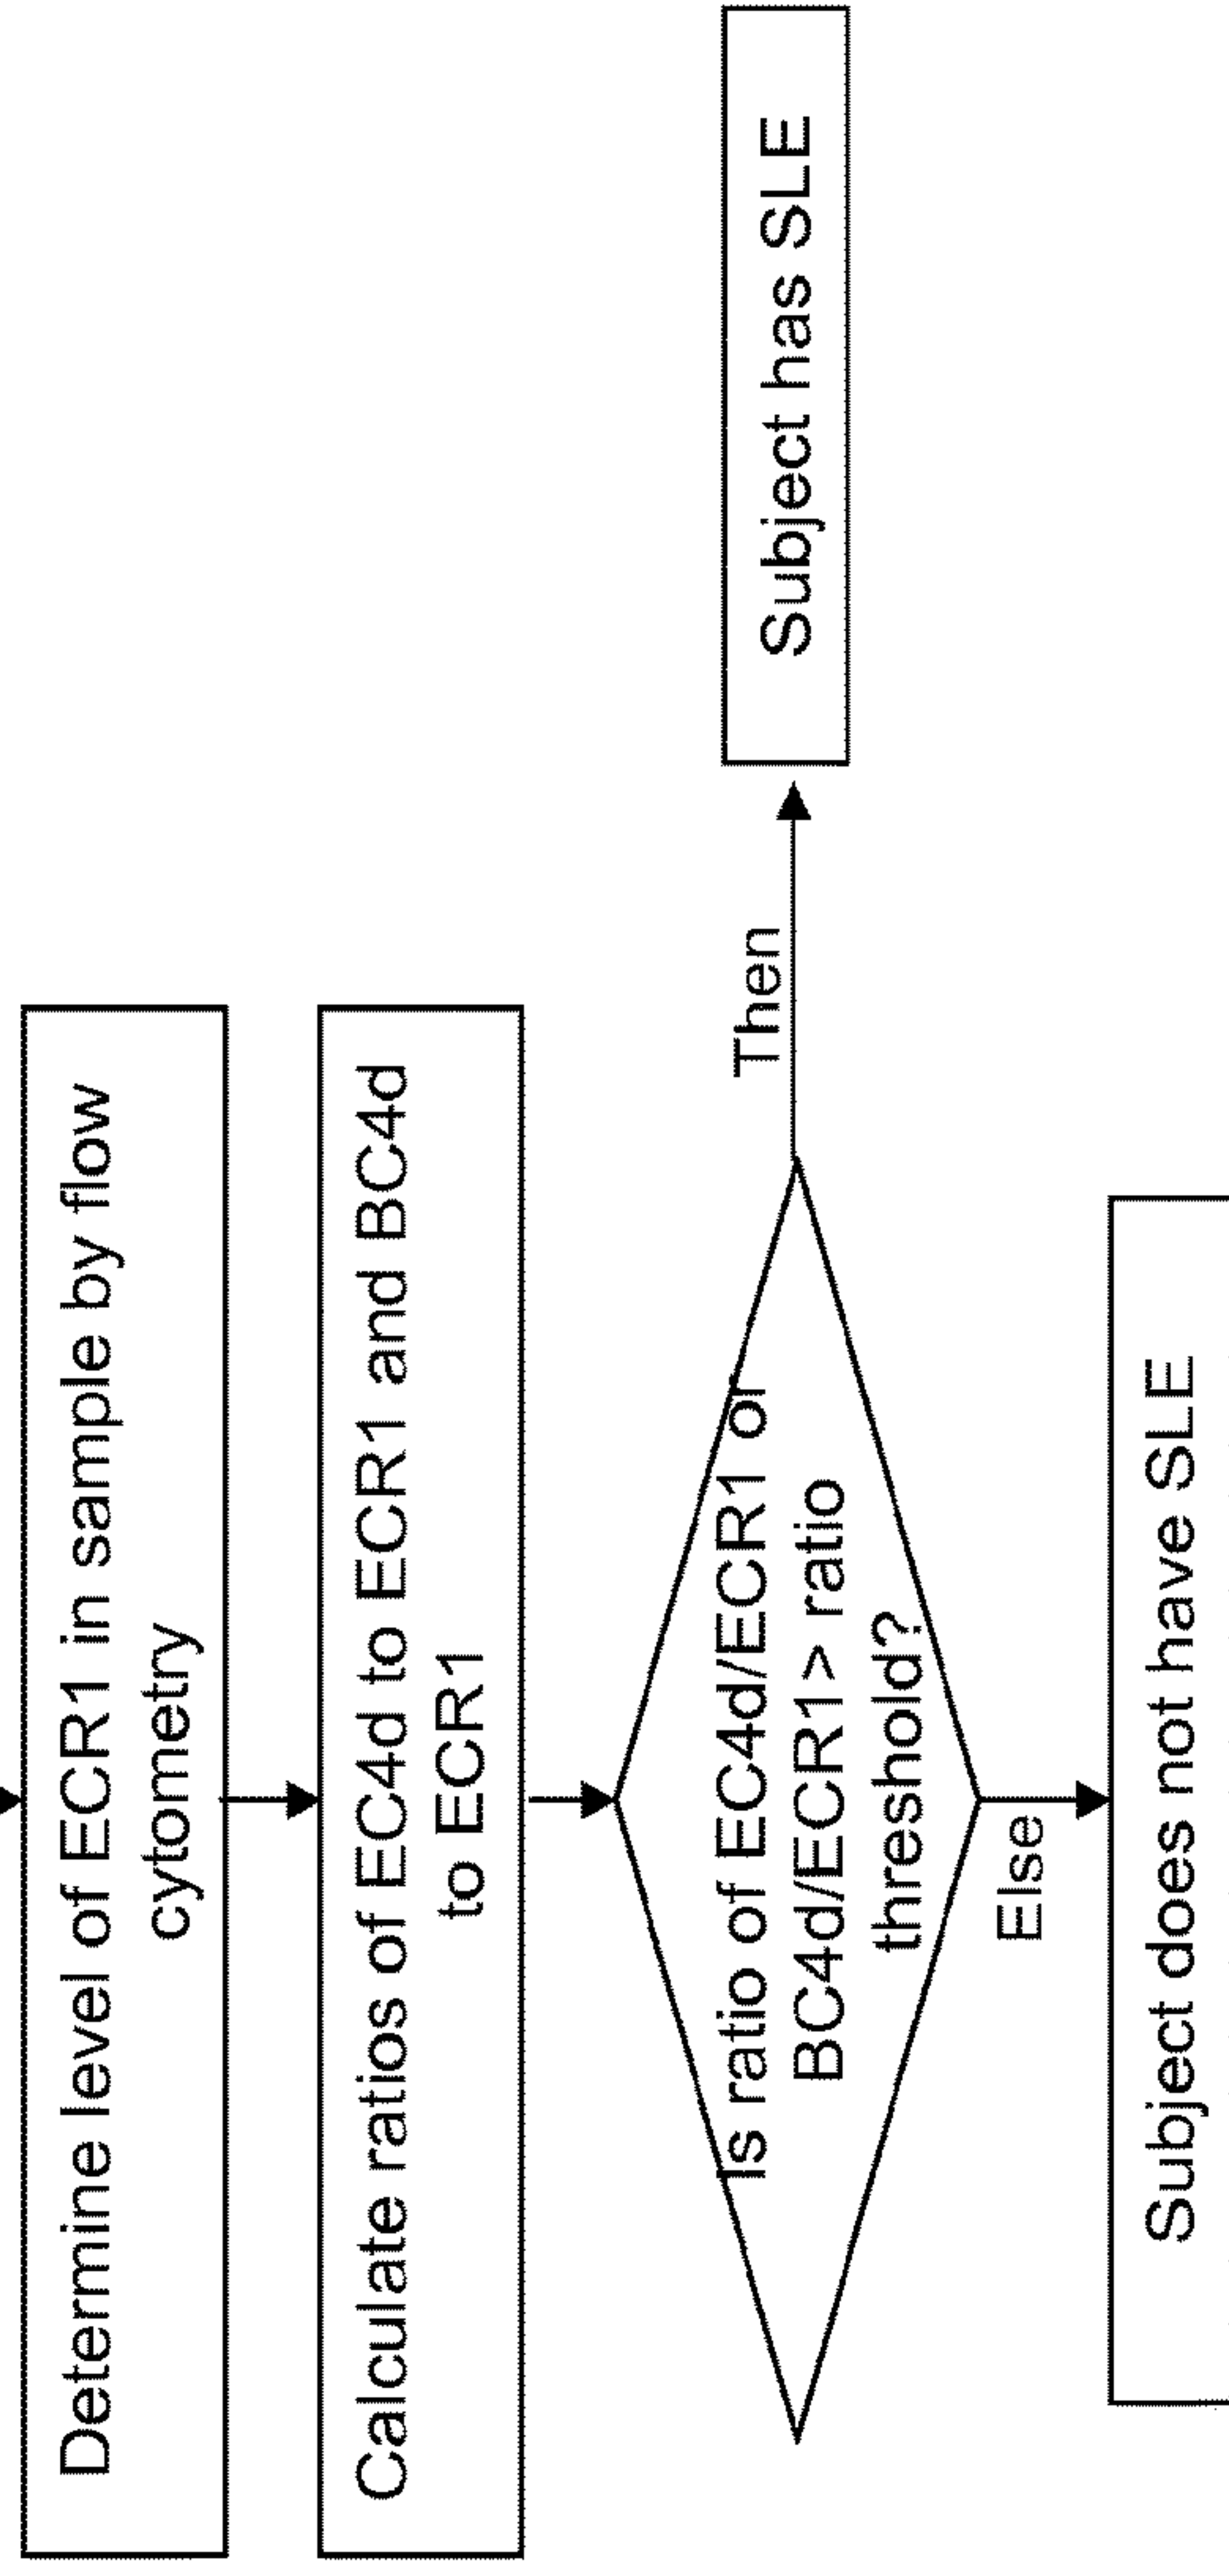 Determine level of ECR1 in sample by flow
cytometry
Calculate ratios of EC4d to ECR1 and BC4d
to ECR1
Is ratio of EC4d/ECR1 or
BC4d/ECR1> ratio
threshold?
Then
Subject has SLE
Else
Subject does not have SLE